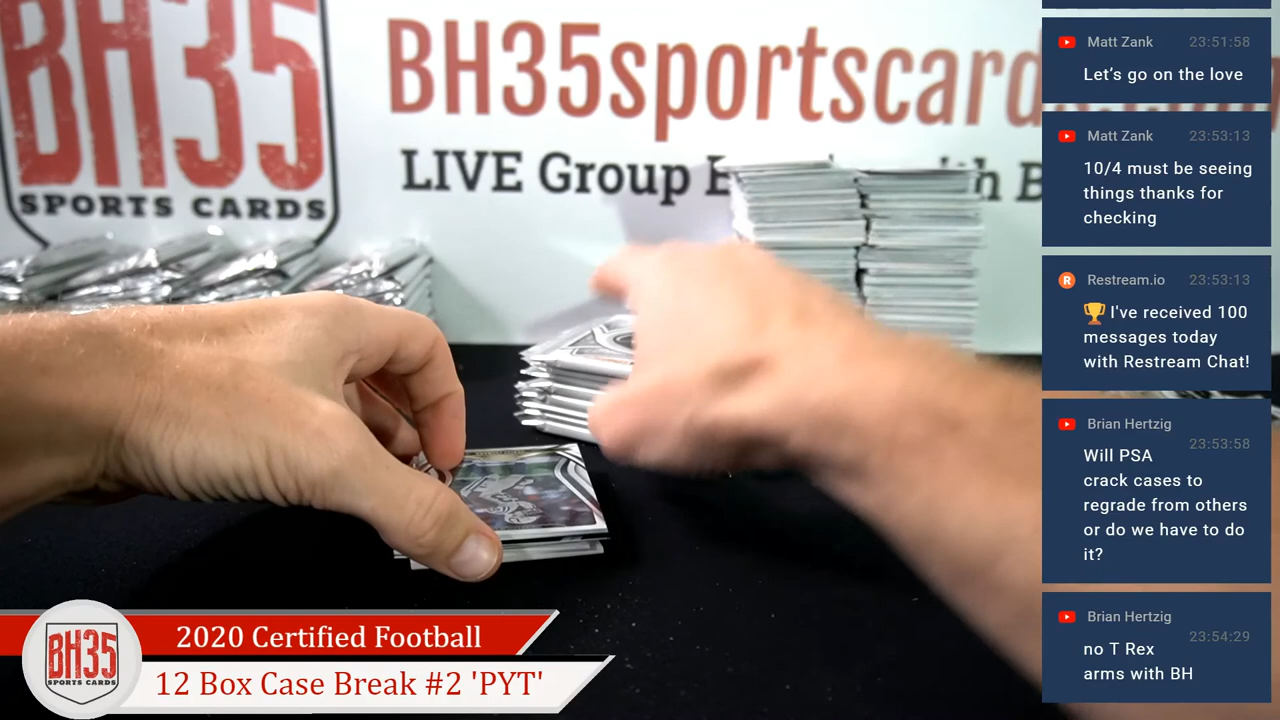 BH35
SPORTS CARDS
BH35sportscard
LIVE Group
Matt Zank 23:51:58
Let's go on the love
Matt Zank 23:53:13
10/4 must be seeing
things thanks for
checking
Restream.io 23:53:13
🏆 I've received 100
messages today
with Restream Chat!
Brian Hertzig
23:53:58
Will PSA
crack cases to
regrade from others
or do we have to do
it?
Brian Hertzig
23:54:29
no T Rex
arms with BH
BH35
SPORTS CARDS
2020 Certified Football
12 Box Case Break #2 'PYT'